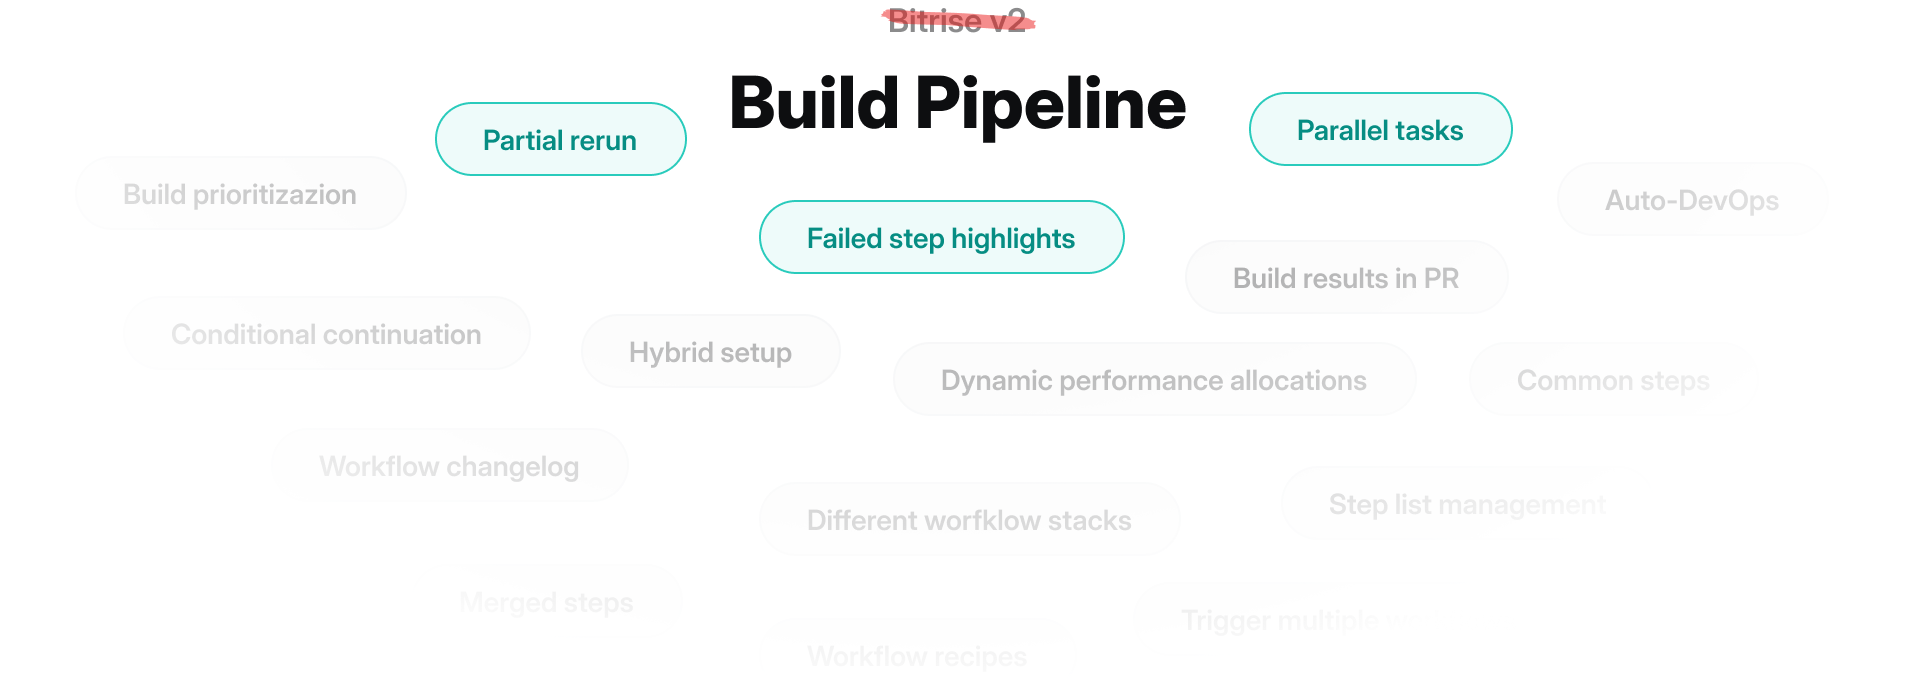 Bitrise v2
Build Pipeline
Partial rerun
Parallel tasks
Build prioritizazion
Auto-DevOps
Failed step highlights
Build results in PR
Conditional continuation
Hybrid setup
Dynamic performance allocations
Common steps
Workflow changelog
Different worfklow stacks
Step list management
Merged steps
Trigger multiple
Workflow recipes